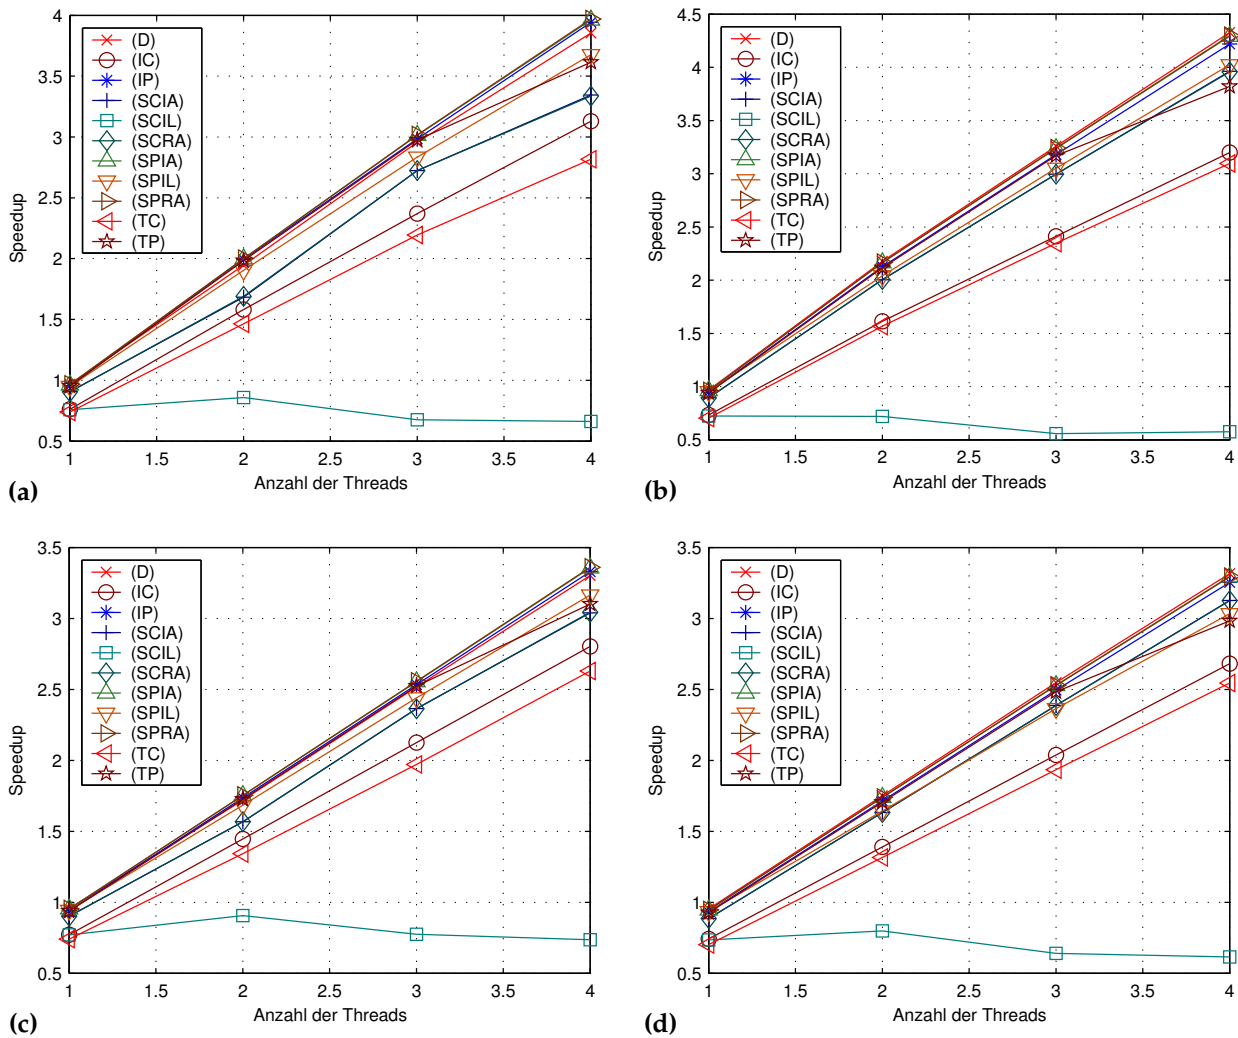 4
3.5
3
2.5
2
1.5
1
0.5
Speedup
(D)
(IC)
(IP)
(SCIA)
(SCIL)
(SCRA)
(SPIA)
(SPIL)
(SPRA)
(TC)
(TP)
1 1.5 2 2.5 3 3.5 4
Anzahl der Threads
(a)
4.5
4
3.5
3
2.5
2
1.5
1
0.5
Speedup
(D)
(IC)
(IP)
(SCIA)
(SCIL)
(SCRA)
(SPIA)
(SPIL)
(SPRA)
(TC)
(TP)
1 1.5 2 2.5 3 3.5 4
Anzahl der Threads
(b)
3.5
3
2.5
2
1.5
1
0.5
Speedup
(D)
(IC)
(IP)
(SCIA)
(SCIL)
(SCRA)
(SPIA)
(SPIL)
(SPRA)
(TC)
(TP)
1 1.5 2 2.5 3 3.5 4
Anzahl der Threads
(c)
3.5
3
2.5
2
1.5
1
0.5
Speedup
(D)
(IC)
(IP)
(SCIA)
(SCIL)
(SCRA)
(SPIA)
(SPIL)
(SPRA)
(TC)
(TP)
1 1.5 2 2.5 3 3.5 4
Anzahl der Threads
(d)